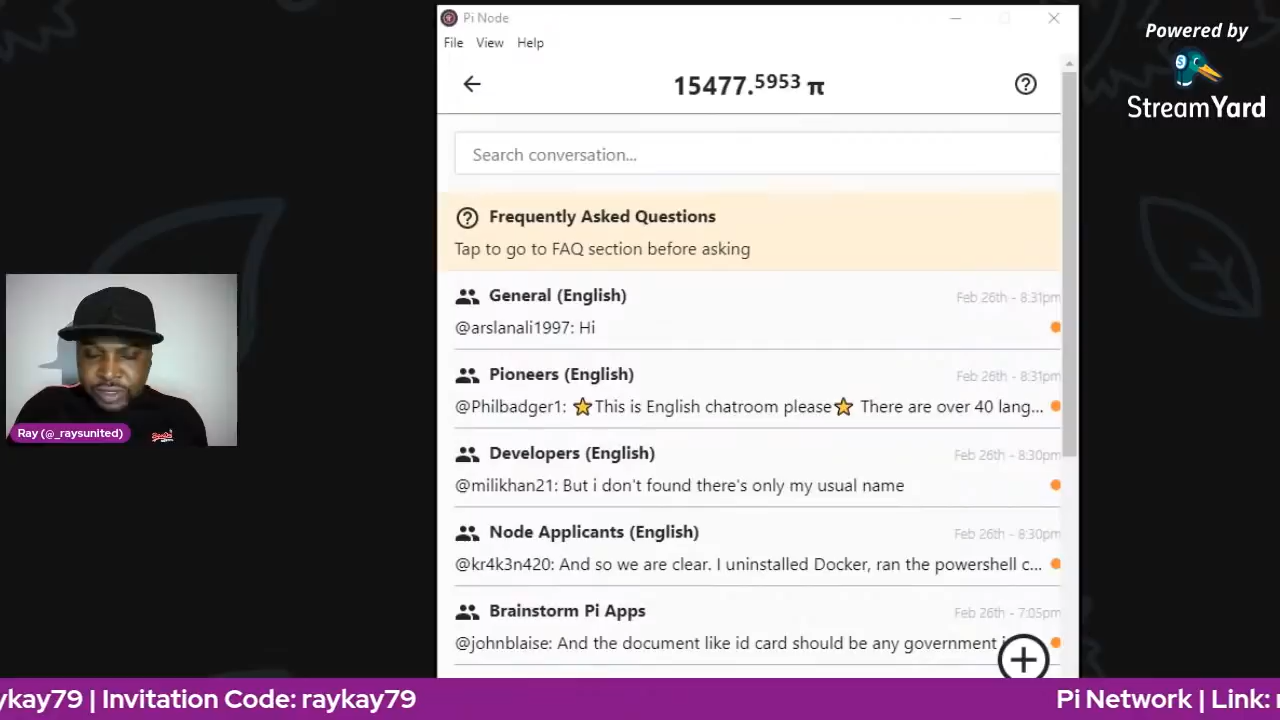 Pi Node
File View Help
15477.5953 π
Search conversation...
Frequently Asked Questions
Tap to go to FAQ section before asking
General (English)
Feb 26th - 8:31pm
@arslanali1997: Hi
Pioneers (English)
Feb 26th - 8:31pm
@Philbadger1: ⭐This is English chatroom please⭐ There are over 40 lang...
Developers (English)
Feb 26th - 8:30pm
@milikhan21: But i don't found there's only my usual name
Node Applicants (English)
Feb 26th - 8:30pm
@kr4k3n420: And so we are clear. I uninstalled Docker, ran the powershell c...
Brainstorm Pi Apps
Feb 26th - 7:05pm
@johnblaise: And the document like id card should be any government
Powered by
StreamYard
Ray (@_raysunited)
ykay79 | Invitation Code: raykay79
Pi Network | Link: